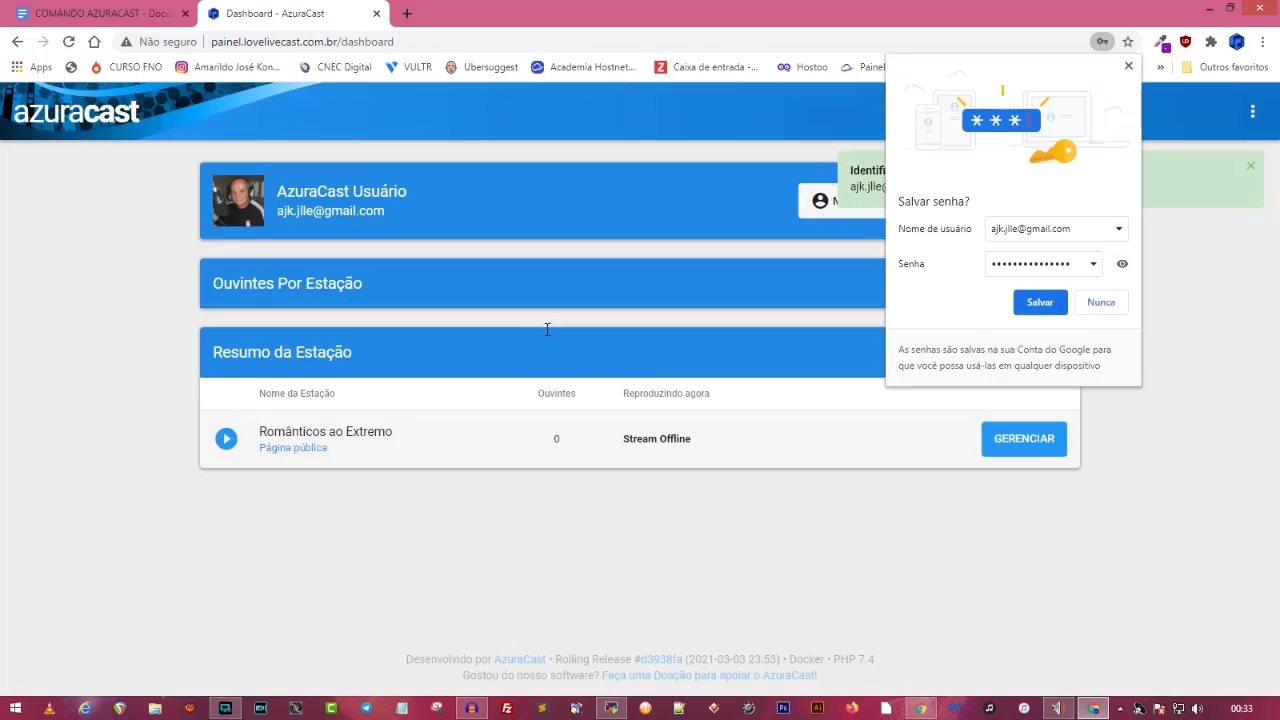 COMANDO AZURACAST - Docu
Dashboard - AzuraCast
Não seguro
painel.lovelivecast.com.br/dashboard
Apps
CURSO FNO
Amarildo José Kon...
CNEC Digital
VULTR
Ubersuggest
Academia Hostnet...
Caixa de entrada -...
Hostoo
Painel
»
Outros favoritos
azuracast
AzuraCast Usuário
ajk.jlle@gmail.com
Identifi
ajk.jlle@
* * *
Salvar senha?
Nome de usuário
ajk.jlle@gmail.com
Senha
•••••••••••••••
Salvar
Nunca
As senhas são salvas na sua Conta do Google para
que você possa usá-las em qualquer dispositivo
Ouvintes Por Estação
Resumo da Estação
Nome da Estação
Ouvintes
Reproduzindo agora
Românticos ao Extremo
Página pública
0
Stream Offline
GERENCIAR
Desenvolvido por AzuraCast • Rolling Release #d3938fa (2021-03-03 23:53) • Docker • PHP 7.4
Gostou do nosso software? Faça uma Doação para apoiar o AzuraCast!
00:33